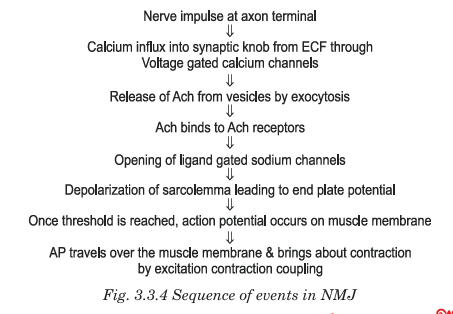 Nerve impulse at axon terminal
⇓
Calcium influx into synaptic knob from ECF through
Voltage gated calcium channels
⇓
Release of Ach from vesicles by exocytosis
⇓
Ach binds to Ach receptors
⇓
Opening of ligand gated sodium channels
⇓
Depolarization of sarcolemma leading to end plate potential
⇓
Once threshold is reached, action potential occurs on muscle membrane
⇓
AP travels over the muscle membrane & brings about contraction
by excitation contraction coupling
Fig. 3.3.4 Sequence of events in NMJ